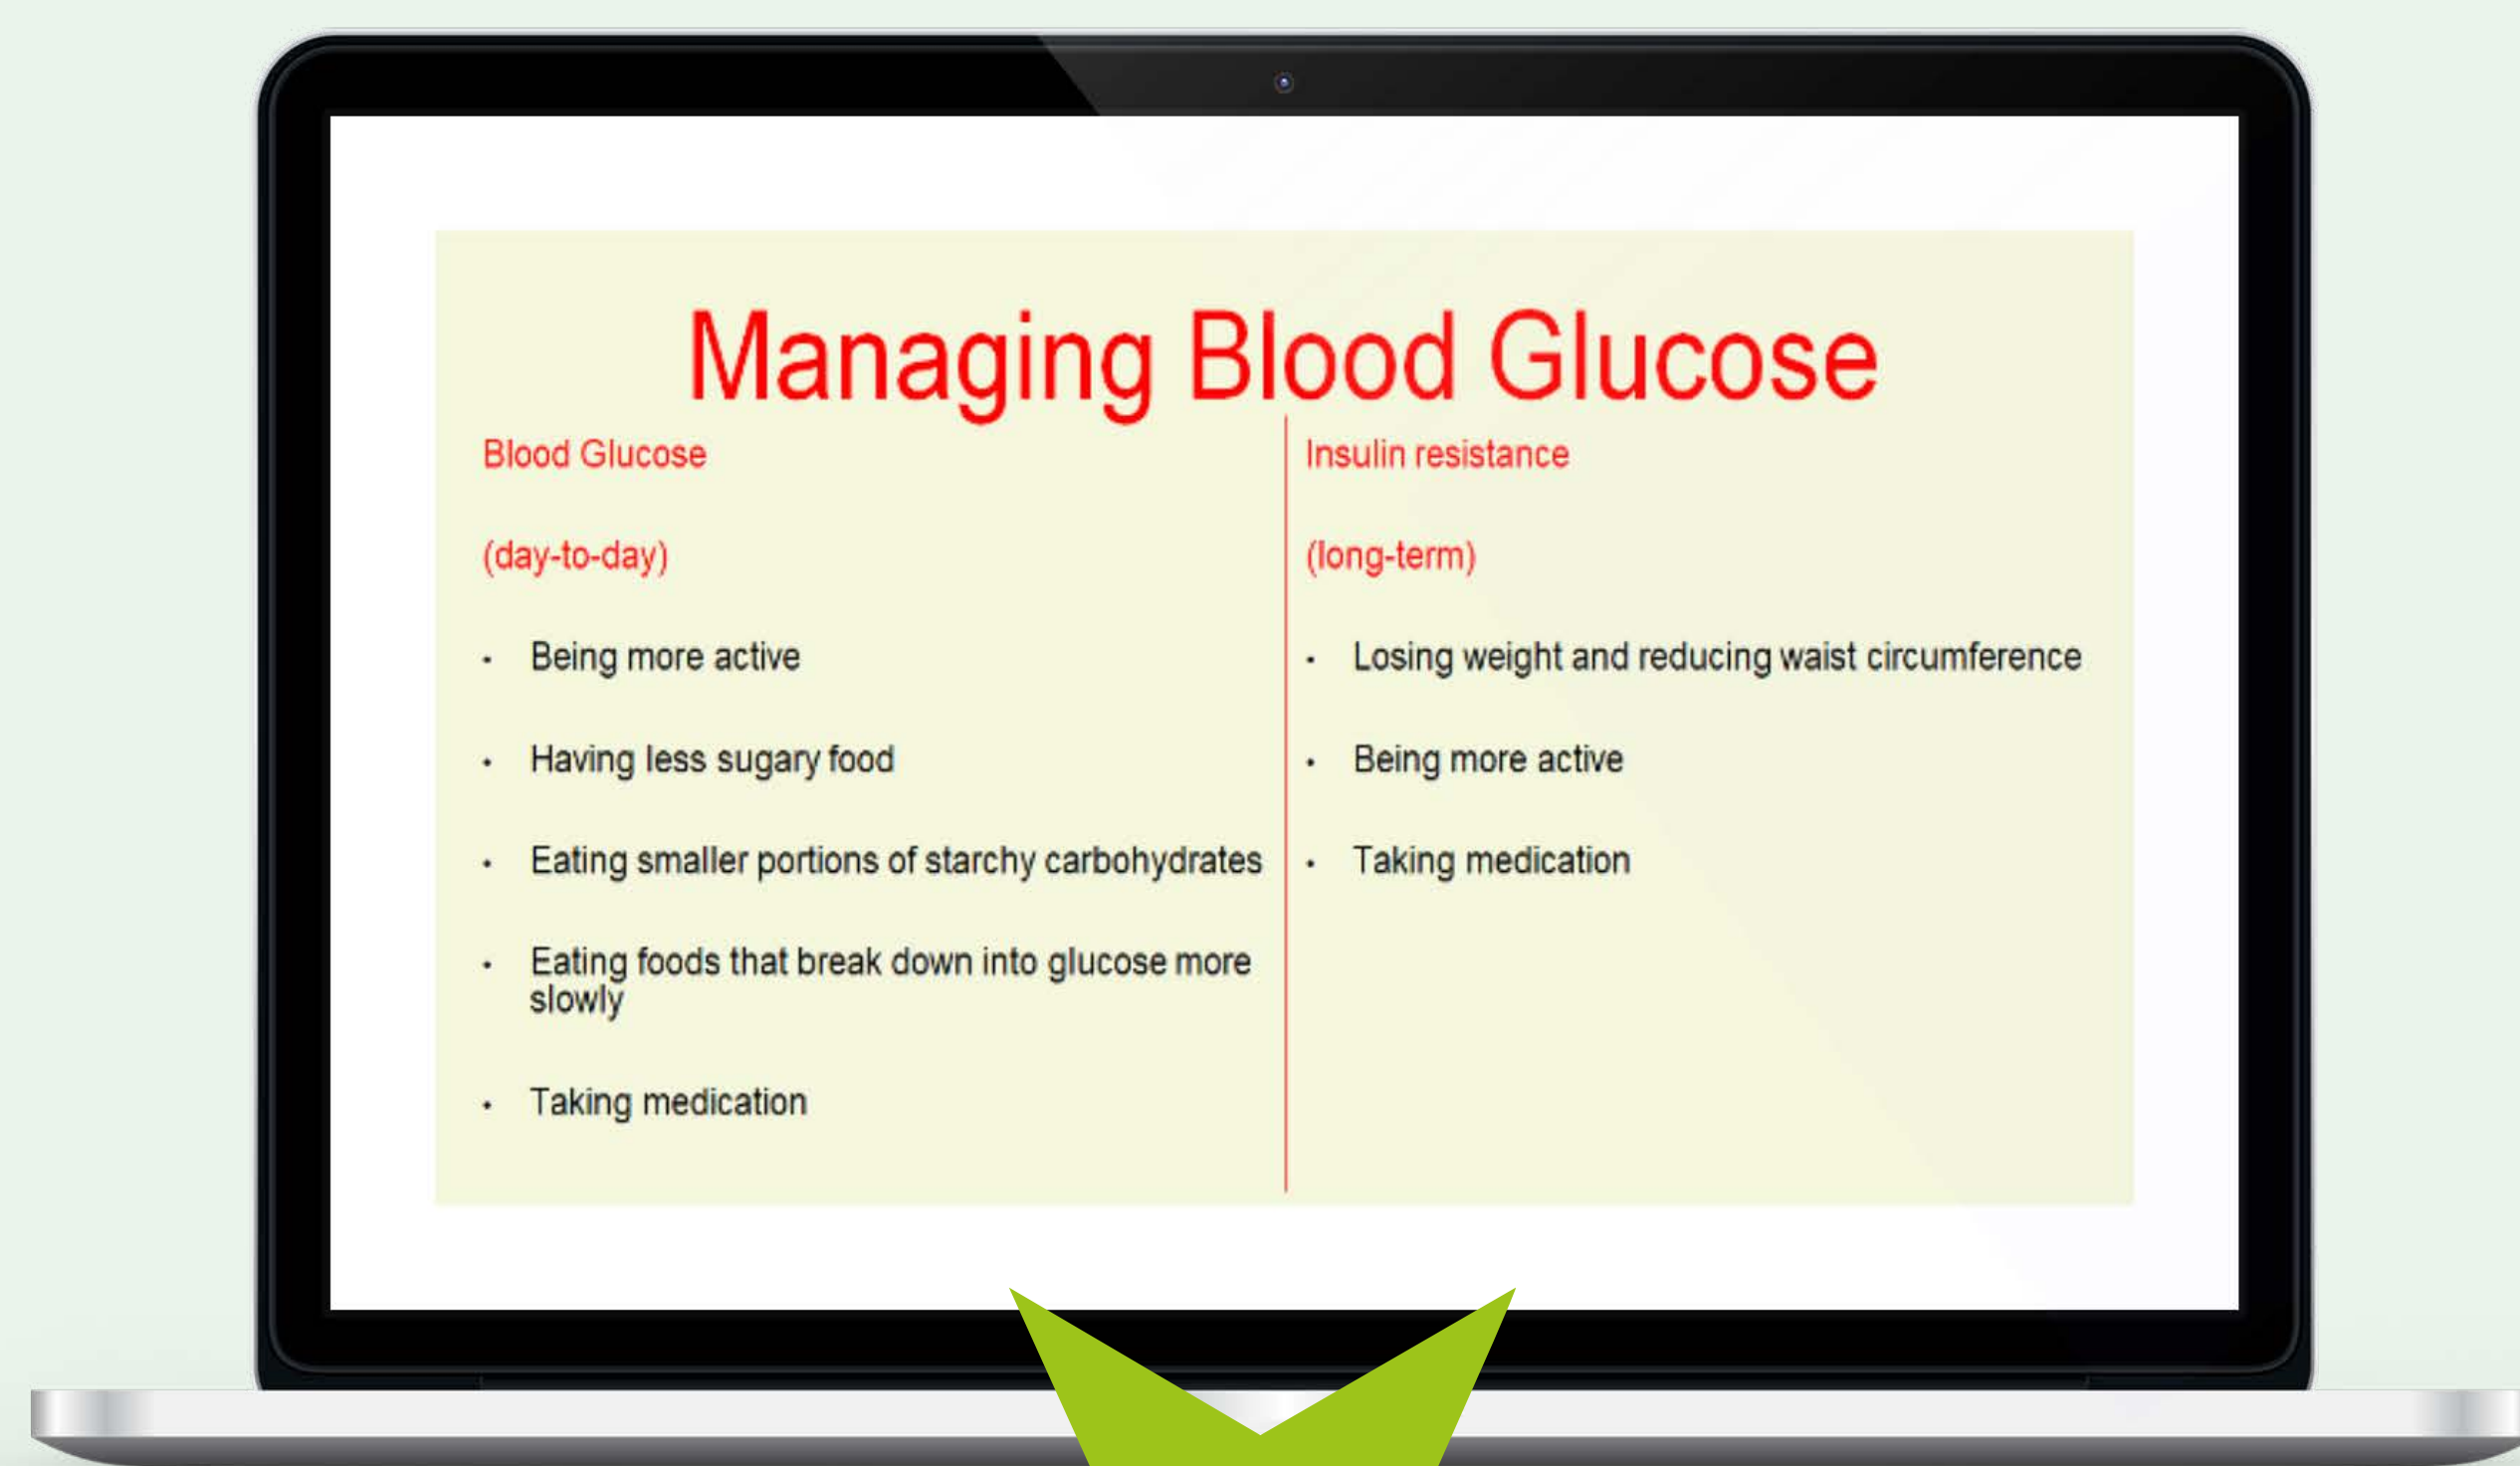 Managing Blood Glucose
Blood Glucose
(day-to-day)
• Being more active
• Having less sugary food
• Eating smaller portions of starchy carbohydrates
• Eating foods that break down into glucose more
slowly
• Taking medication
Insulin resistance
(long-term)
• Losing weight and reducing waist circumference
• Being more active
• Taking medication